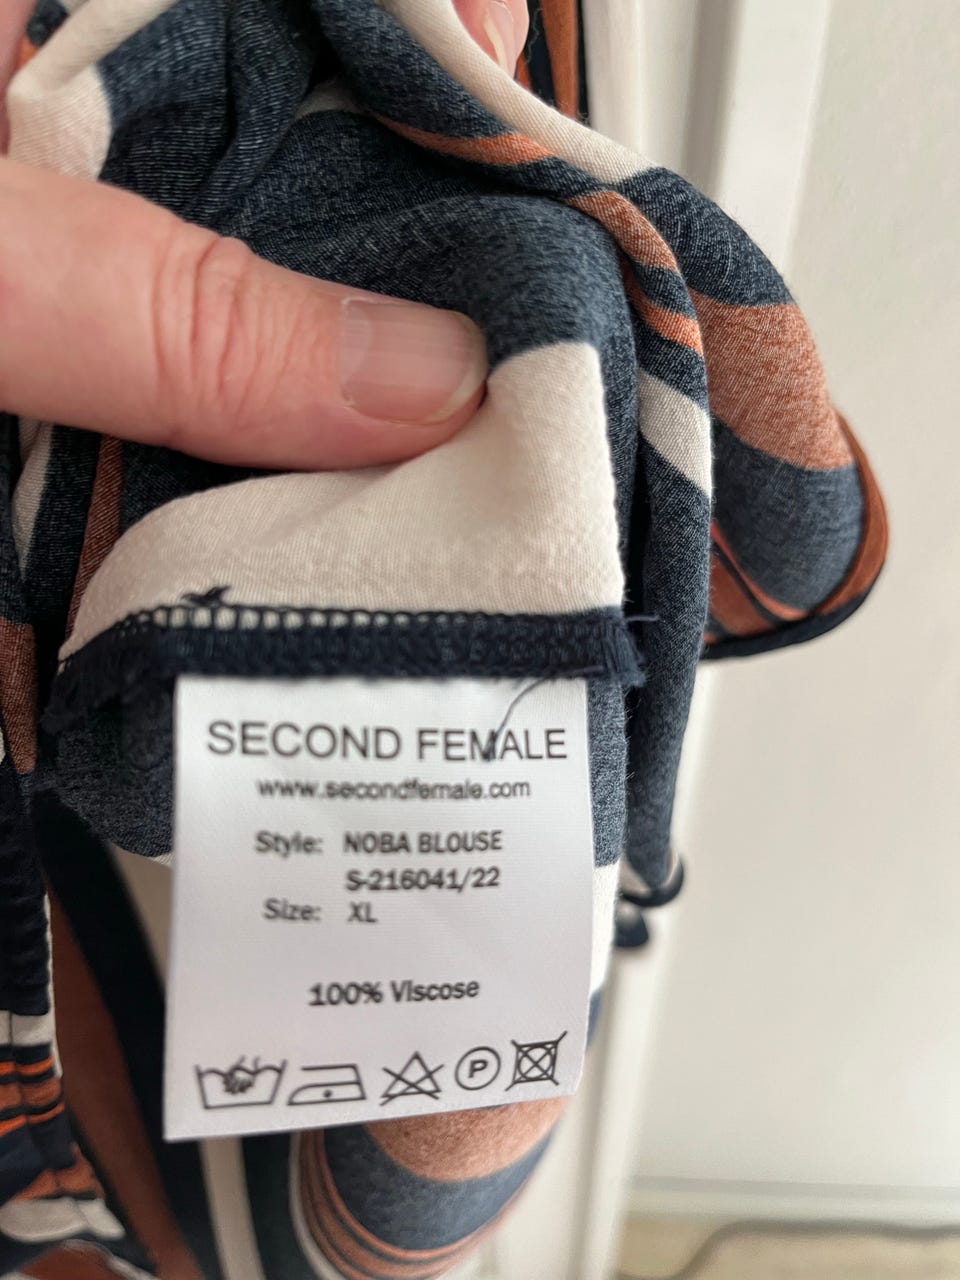 SECOND FEMALE
www.secondfemale.com
Style: NOBA BLOUSE
S-216041/22
Size: XL
100% Viscose
P